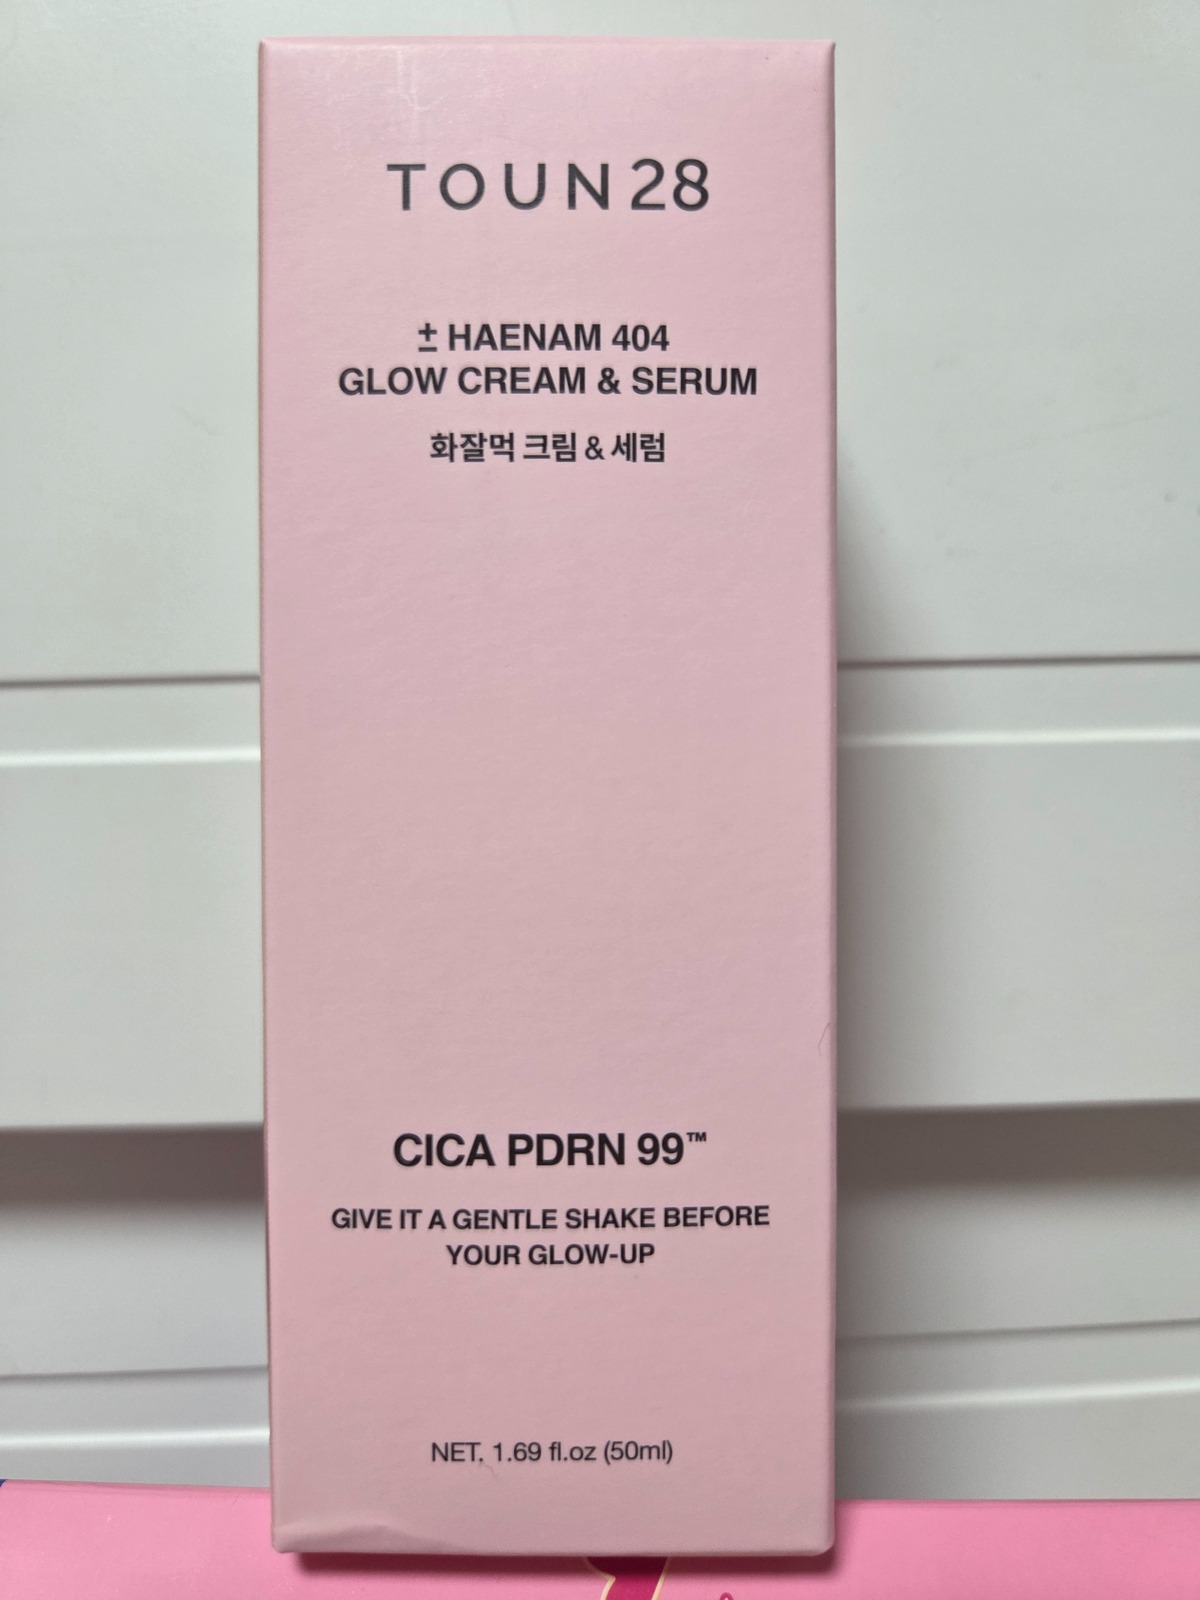 TOUN28
± HAENAM 404
GLOW CREAM & SERUM
화잘먹 크림 & 세럼
CICA PDRN 99™
GIVE IT A GENTLE SHAKE BEFORE
YOUR GLOW-UP
NET. 1.69 fl.oz (50ml)